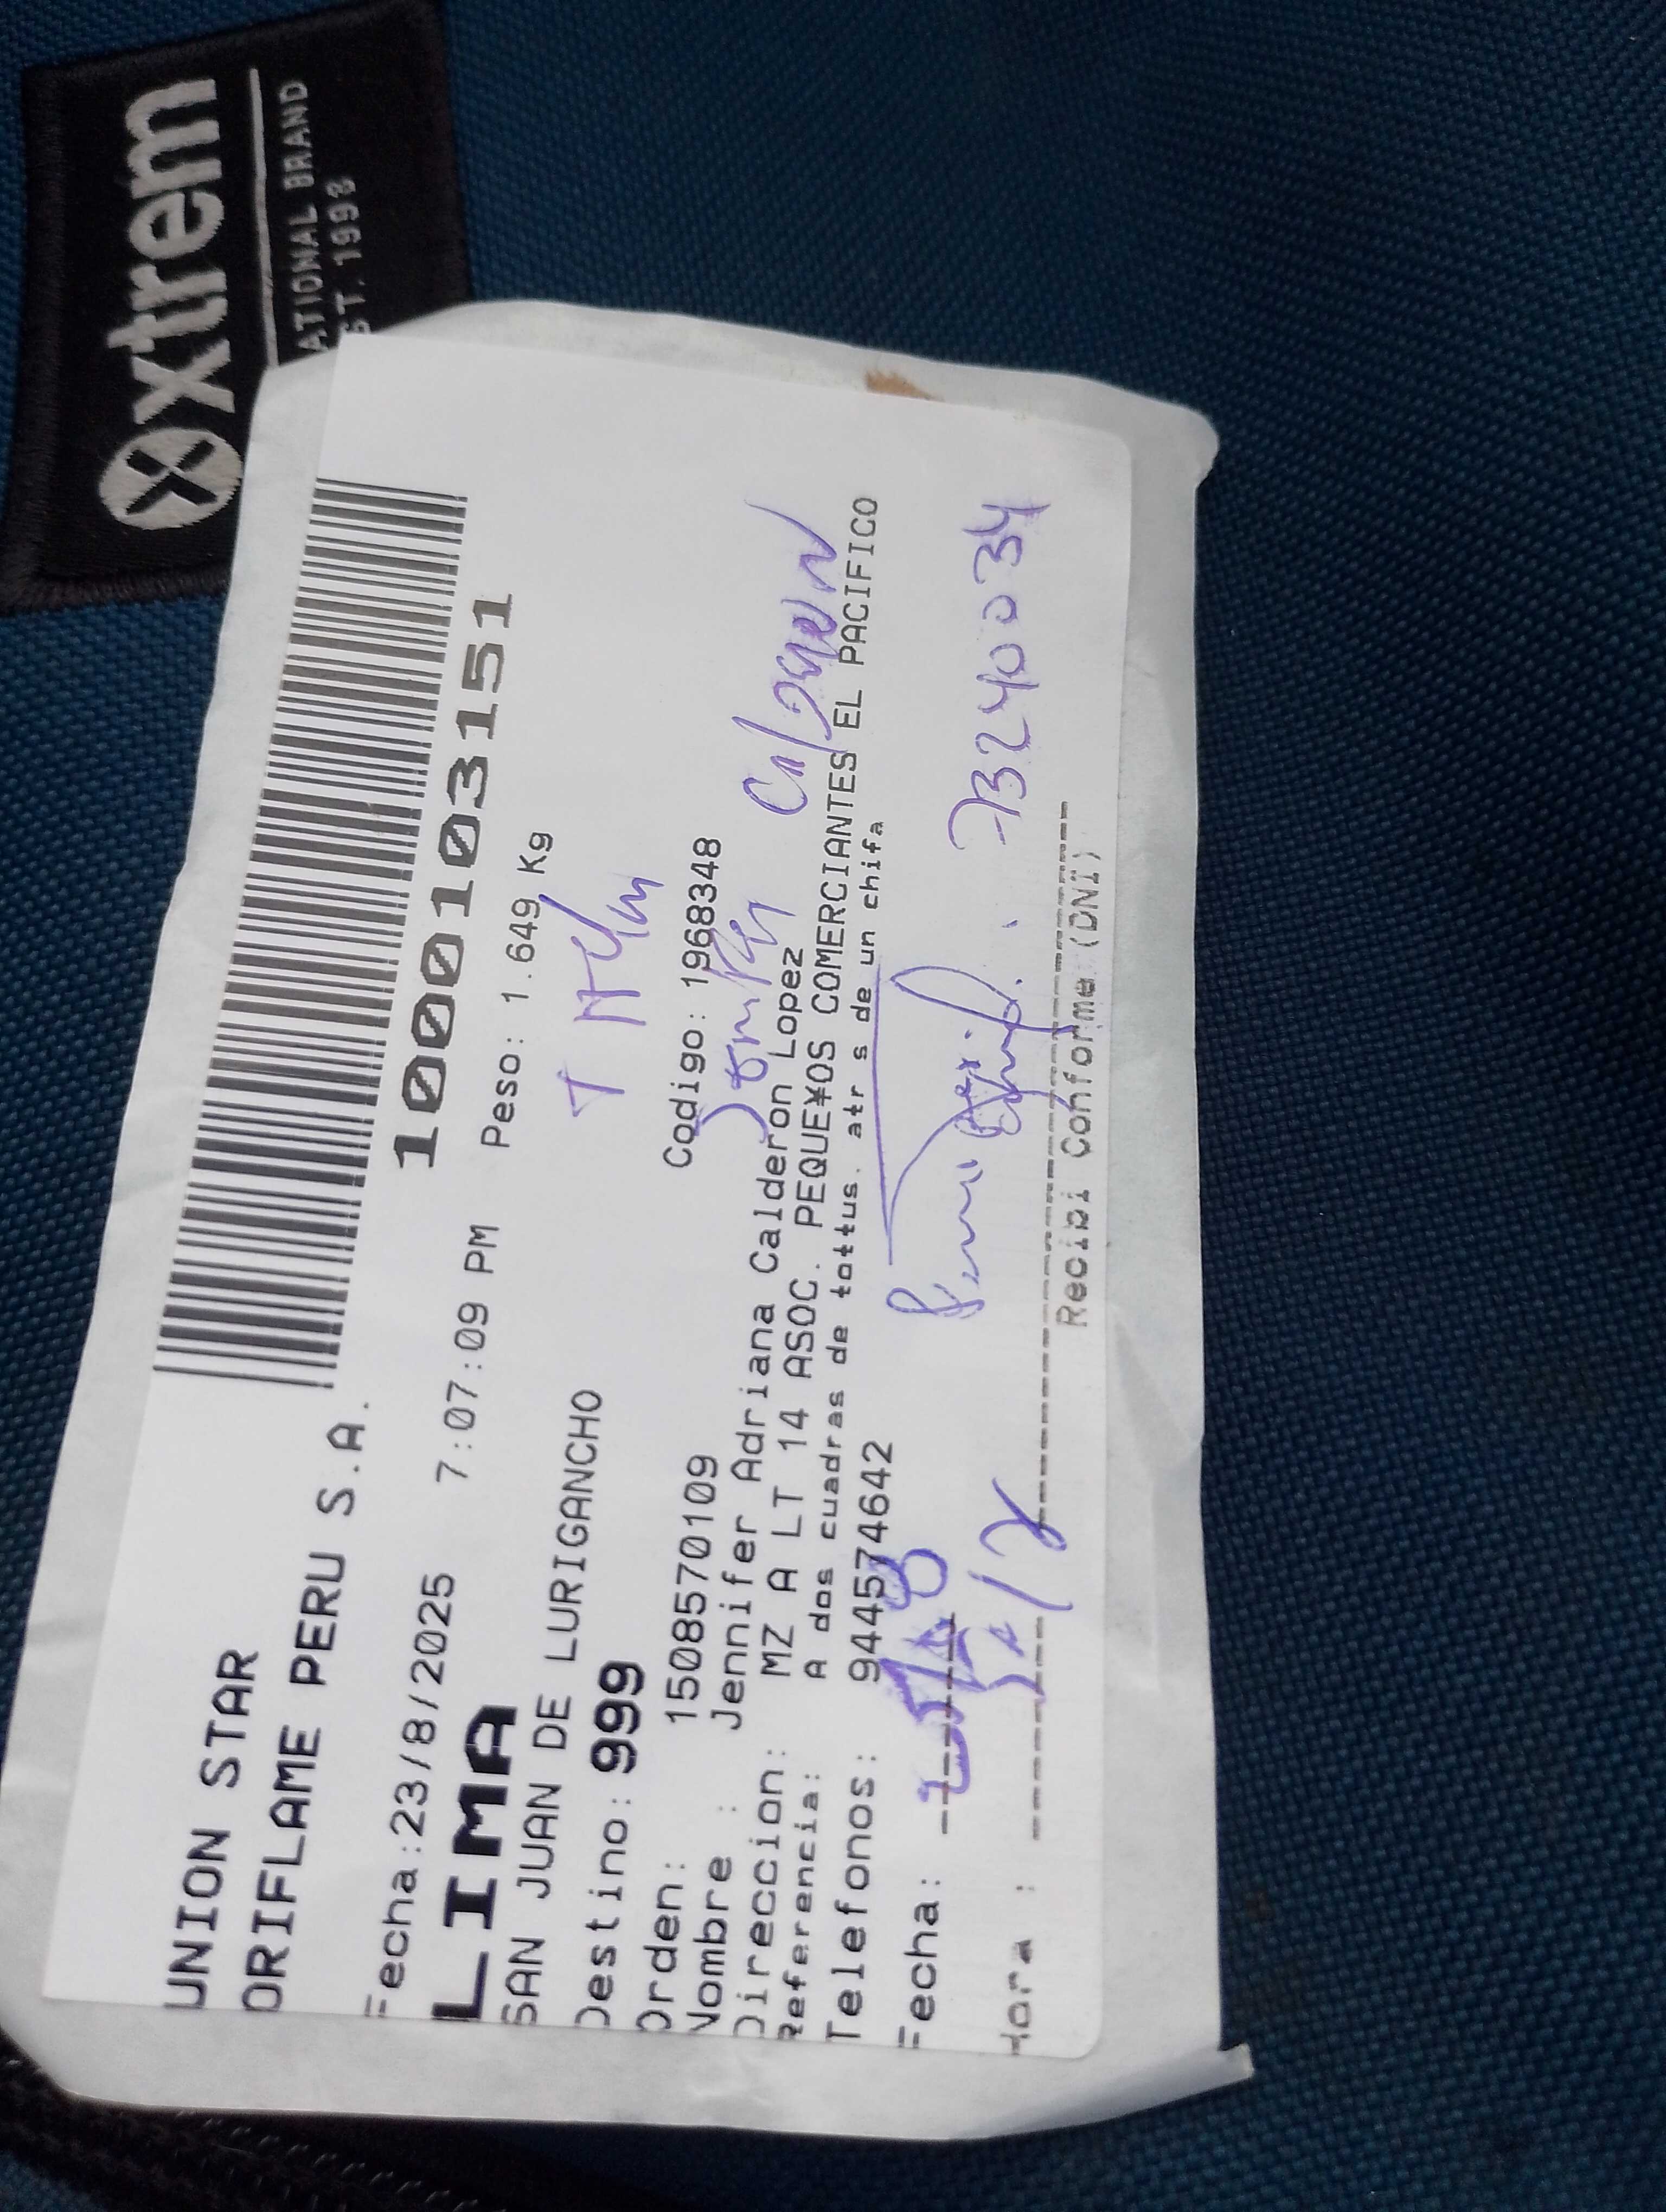 xtrem
ATIONAL BRAND
ST. 1998
UNION STAR
ORIFLAME PERU S.A.
1000103151
Fecha:23/8/2025 7:07:09 PM Peso: 1.649 Kg
LIMA
SAN JUAN DE LURIGANCHO
Destino: 999
Orden: 1508570109 Codigo: 1968348
Nombre : Jennifer Adriana Calderon Lopez
Direccion: MZ A LT 14 ASOC. PEQUE¥OS COMERCIANTES EL PACIFICO
Referencia: A dos cuadras de tottus. atr s de un chifa
Telefonos: 944574642
Fecha:
73240034
Hora :
Recibi Conforme (DNI)